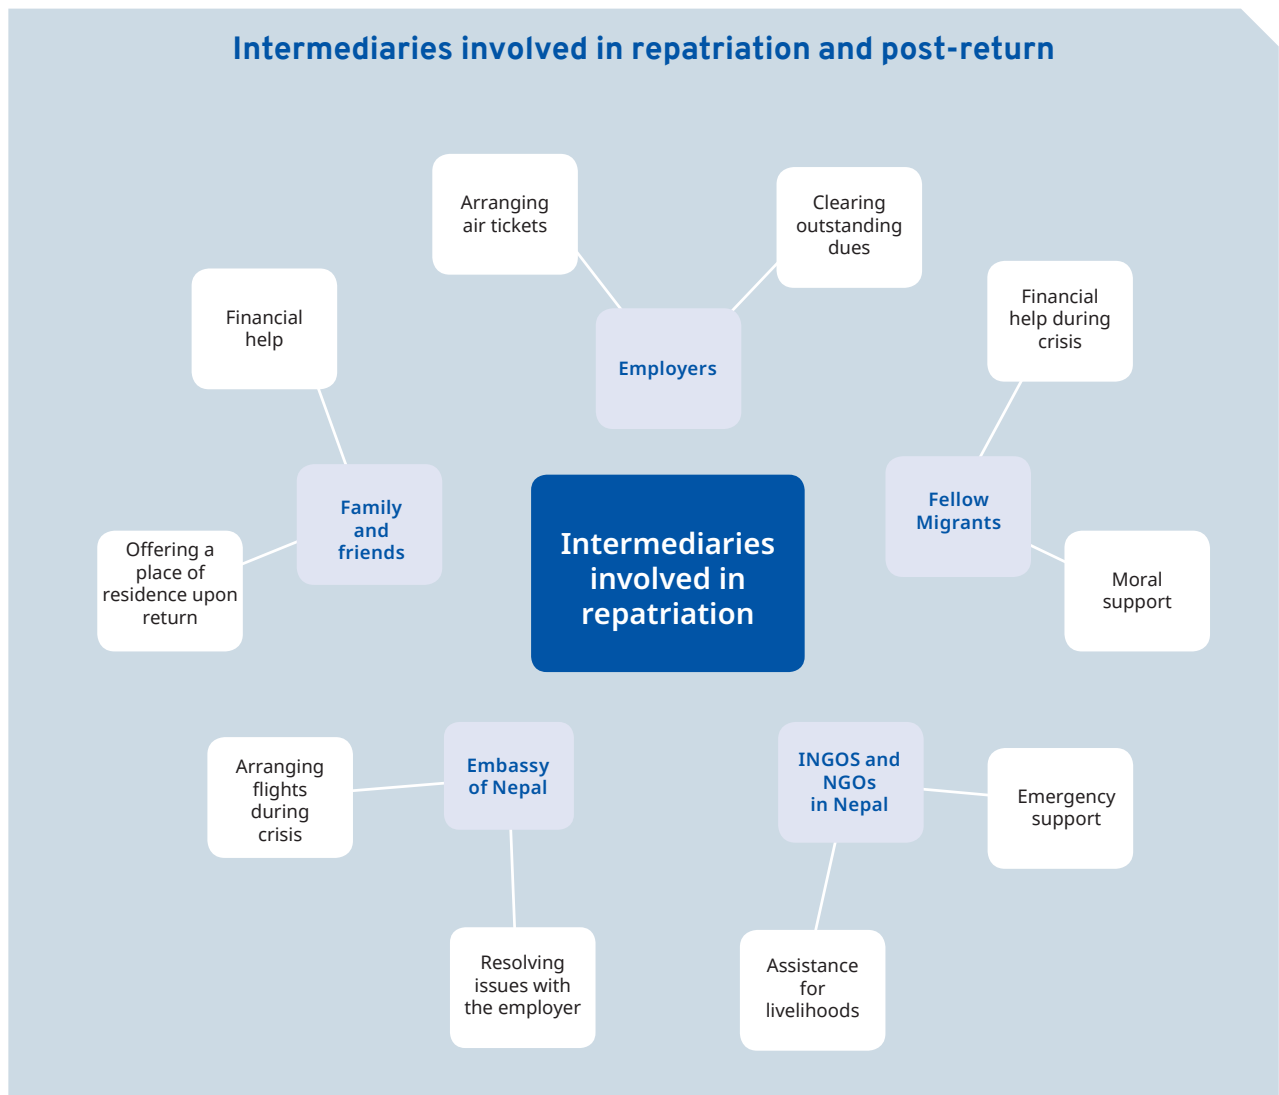 Intermediaries involved in repatriation and post-return
Arranging
air tickets
Clearing
outstanding
dues
Employers
Financial
help
Financial
help during
crisis
Family
and
friends
Fellow
Migrants
Offering a
place of
residence upon
return
Moral
support
Intermediaries
involved in
repatriation
Arranging
flights
during
crisis
Embassy
of Nepal
INGOS and
NGOs
in Nepal
Emergency
support
Resolving
issues with
the employer
Assistance
for
livelihoods